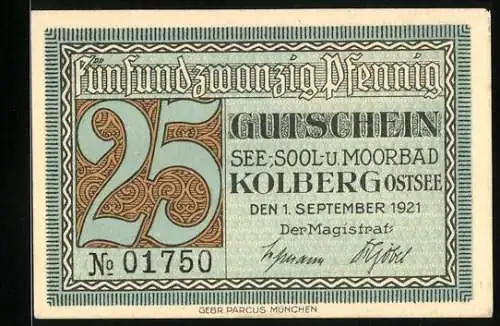 Fünfundzwanzig Pfennig
25
GUTSCHEIN
SEE-, SOOL- U. MOORBAD
KOLBERG OSTSEE
DEN 1. SEPTEMBER 1921
Der Magistrat:
№ 01750
GEBR. PARCUS MÜNCHEN